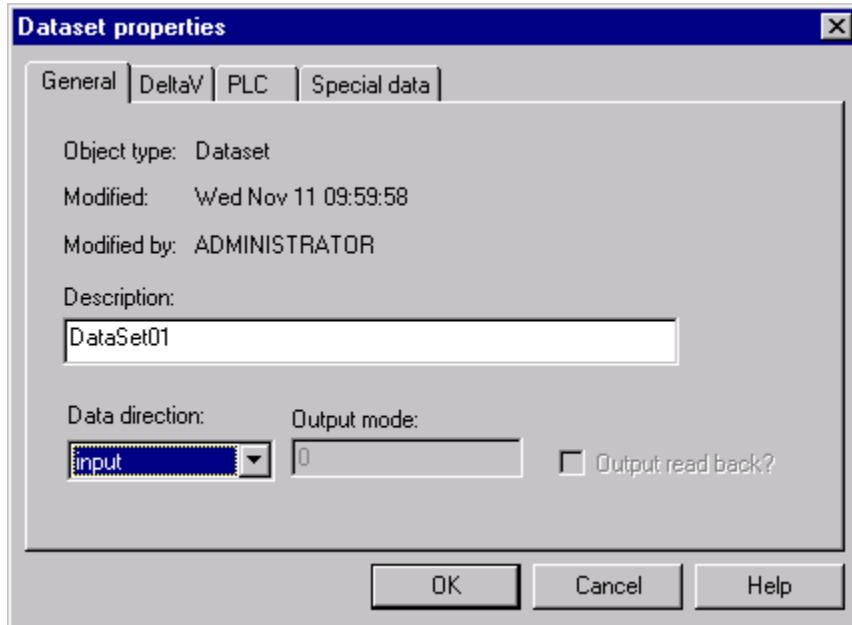 Dataset properties
General DeltaV PLC Special data
Object type: Dataset
Modified: Wed Nov 11 09:59:58
Modified by: ADMINISTRATOR
Description:
DataSet01
Data direction: Output mode:
input 0 Output read back?
OK Cancel Help